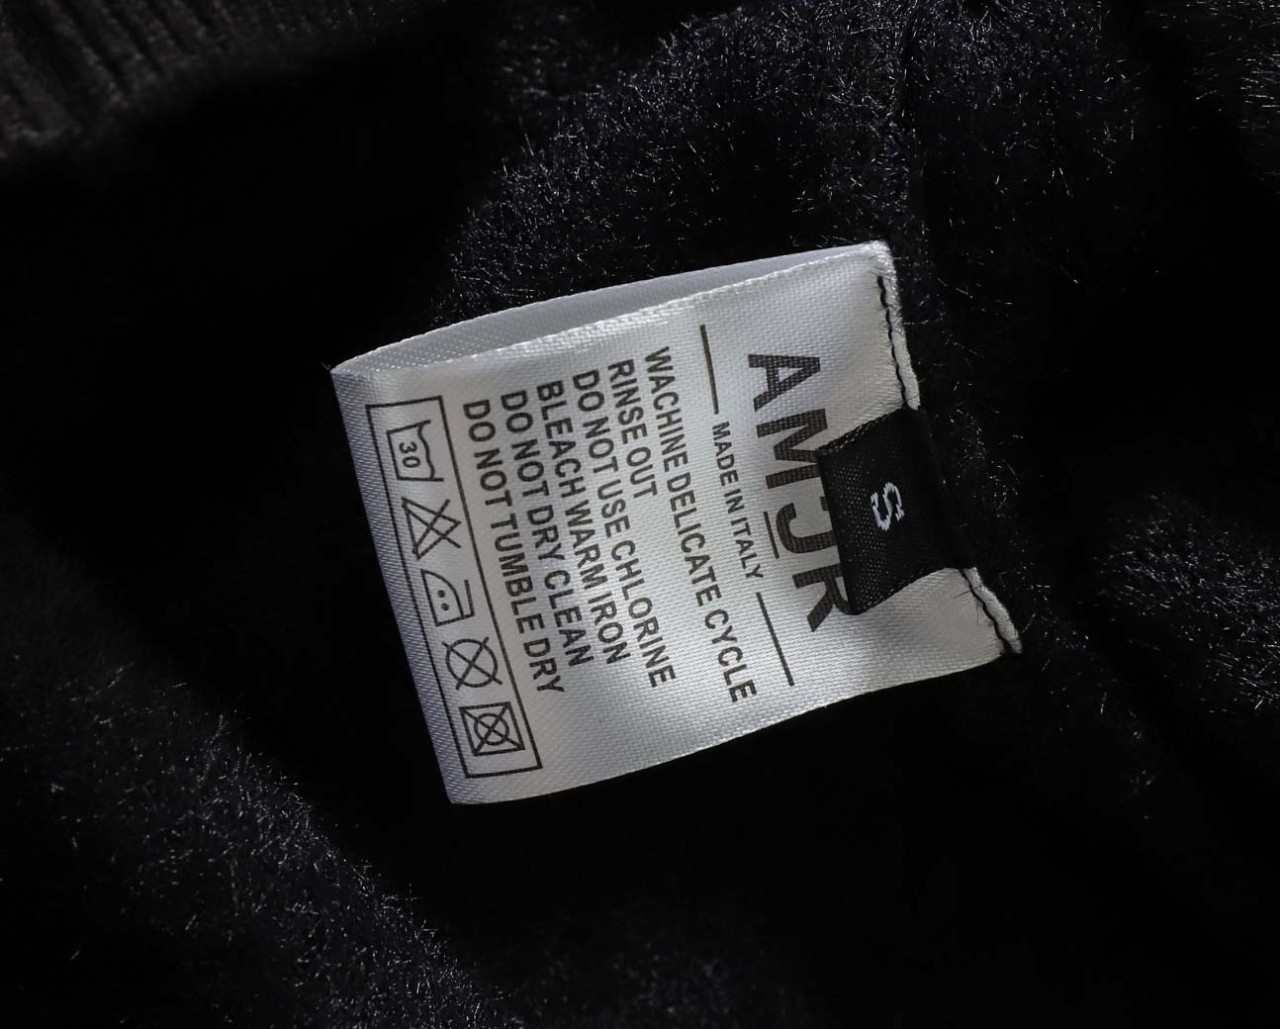 AMJR
S
MADE IN ITALY
WACHINE DELICATE CYCLE
RINSE OUT
DO NOT USE CHLORINE
BLEACH WARM IRON
DO NOT DRY CLEAN
DO NOT TUMBLE DRY
30